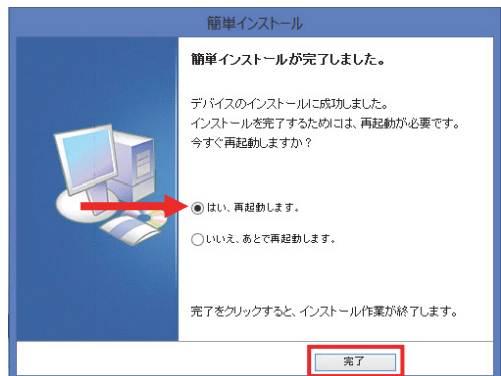 簡単インストール
簡単インストールが完了しました。
デバイスのインストールに成功しました。
インストールを完了するためには、再起動が必要です。
今すぐ再起動しますか？
はい、再起動します。
いいえ、あとで再起動します。
完了をクリックすると、インストール作業が終了します。
完了